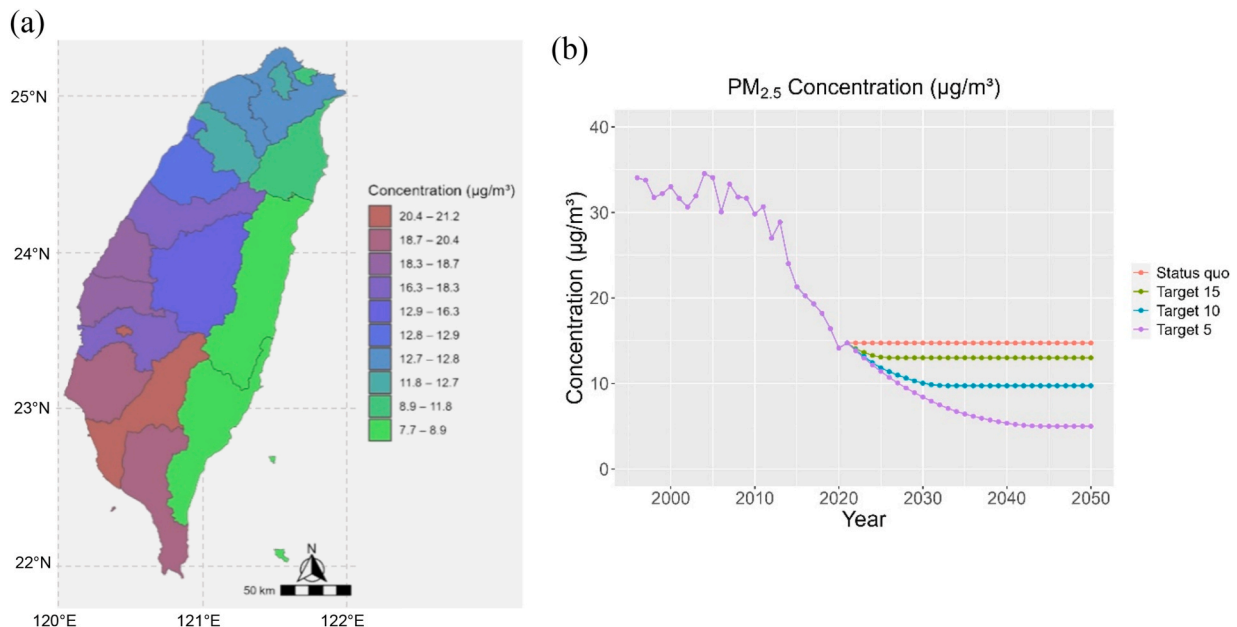 (a)
25°N
24°N
23°N
22°N
120°E
121°E
122°E
Concentration (µg/m³)
20.4 – 21.2
18.7 – 20.4
18.3 – 18.7
16.3 – 18.3
12.9 – 16.3
12.8 – 12.9
12.7 – 12.8
11.8 – 12.7
8.9 – 11.8
7.7 – 8.9
N
50 km
(b)
PM₂.₅ Concentration (µg/m³)
Concentration (µg/m³)
40
30
20
10
0
2000
2010
2020
2030
2040
2050
Year
Status quo
Target 15
Target 10
Target 5